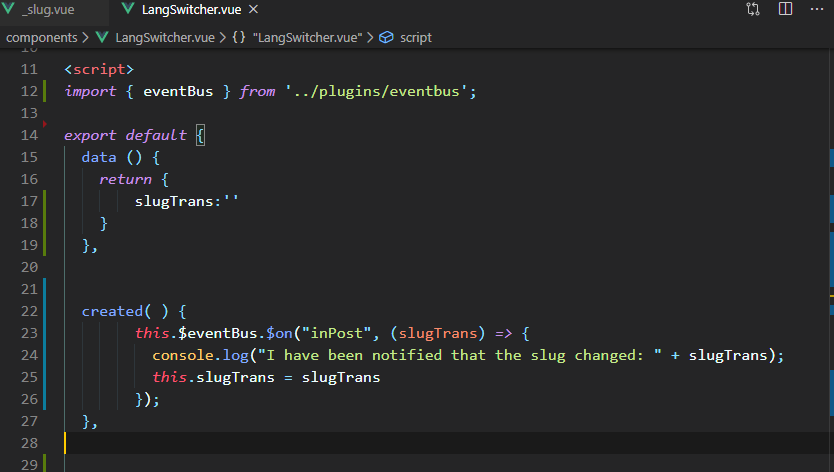 _slug.vue LangSwitcher.vue ×
components > LangSwitcher.vue > {} "LangSwitcher.vue" > script
10
11 <script>
12 import { eventBus } from '../plugins/eventbus';
13
14 export default {
15 data () {
16 return {
17 slugTrans:''
18 }
19 },
20
21
22 created( ) {
23 this.$eventBus.$on("inPost", (slugTrans) => {
24 console.log("I have been notified that the slug changed: " + slugTrans);
25 this.slugTrans = slugTrans
26 });
27 },
28
29